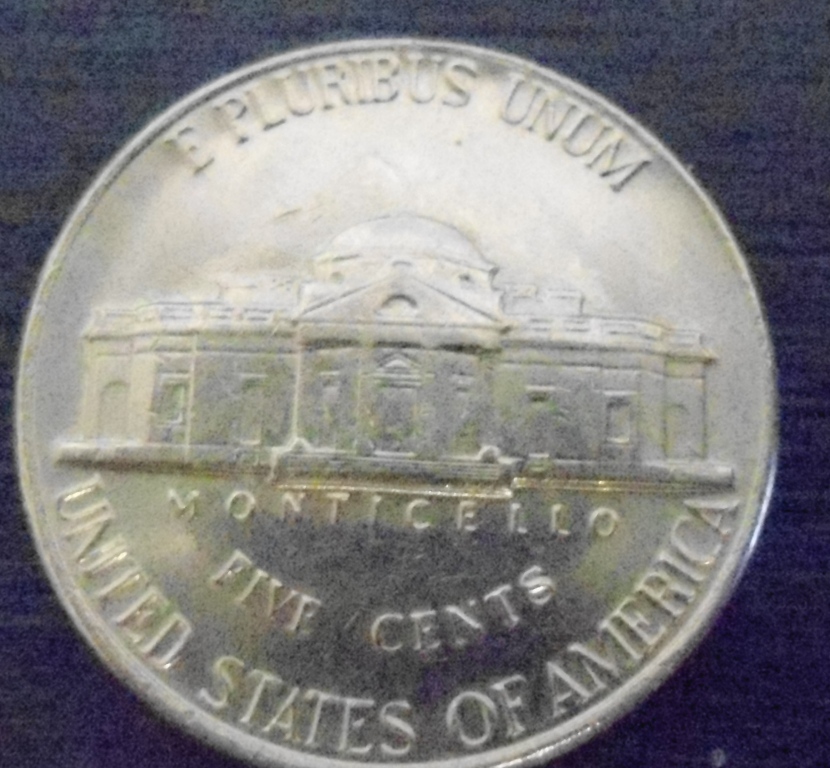 E PLURIBUS UNUM
MONTICELLO
FIVE CENTS
UNITED STATES OF AMERICA